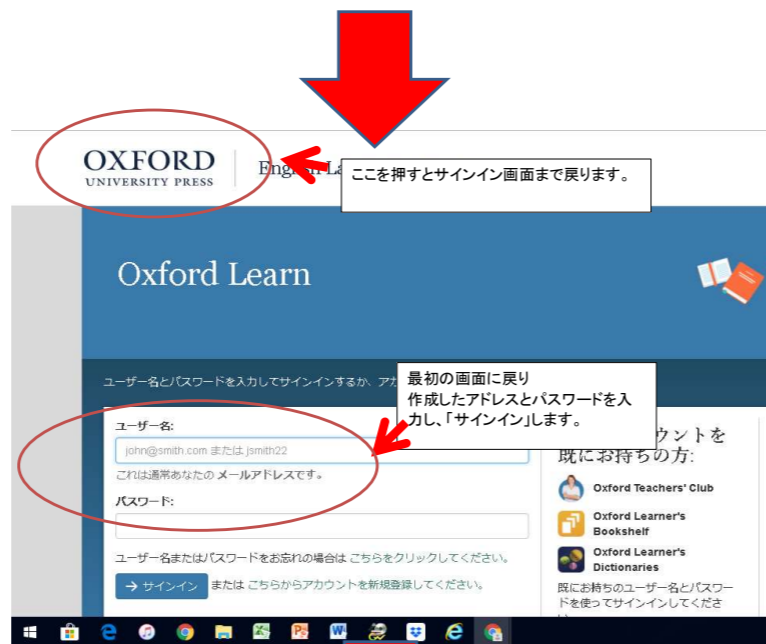 OXFORD
UNIVERSITY PRESS
English La
ここを押すとサインイン画面まで戻ります。
Oxford Learn
ユーザー名とパスワードを入力してサインインするか、アカ
最初の画面に戻り
作成したアドレスとパスワードを入
力し、「サインイン」します。
ユーザー名:
john@smith.com または jsmith22
これは通常あなたの メールアドレスです。
パスワード:
ユーザー名またはパスワードをお忘れの場合は こちらをクリックしてください。
→ サインイン または こちらからアカウントを新規登録してください。
ウントを
既にお持ちの方:
Oxford Teachers' Club
Oxford Learner's
Bookshelf
Oxford Learner's
Dictionaries
既にお持ちのユーザー名とパスワー
ドを使ってサインインしてくださ